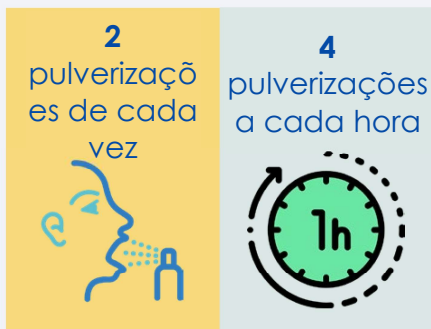 2
pulverizaçõ
es de cada
vez
4
pulverizações
a cada hora
1h